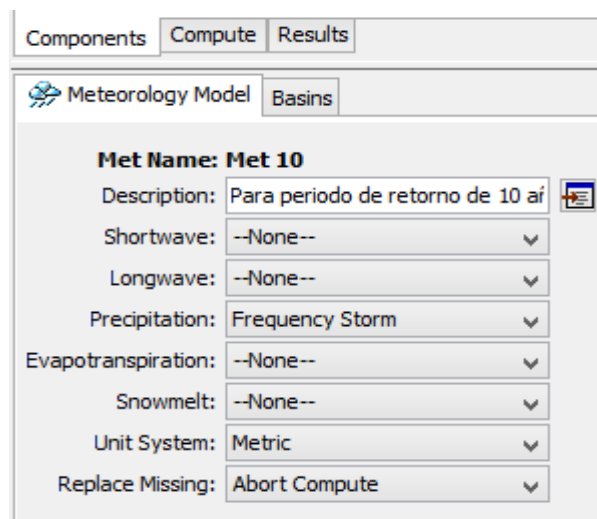 Components Compute Results
Meteorology Model Basins
Met Name: Met 10
Description: Para periodo de retorno de 10 añ
Shortwave: --None--
Longwave: --None--
Precipitation: Frequency Storm
Evapotranspiration: --None--
Snowmelt: --None--
Unit System: Metric
Replace Missing: Abort Compute